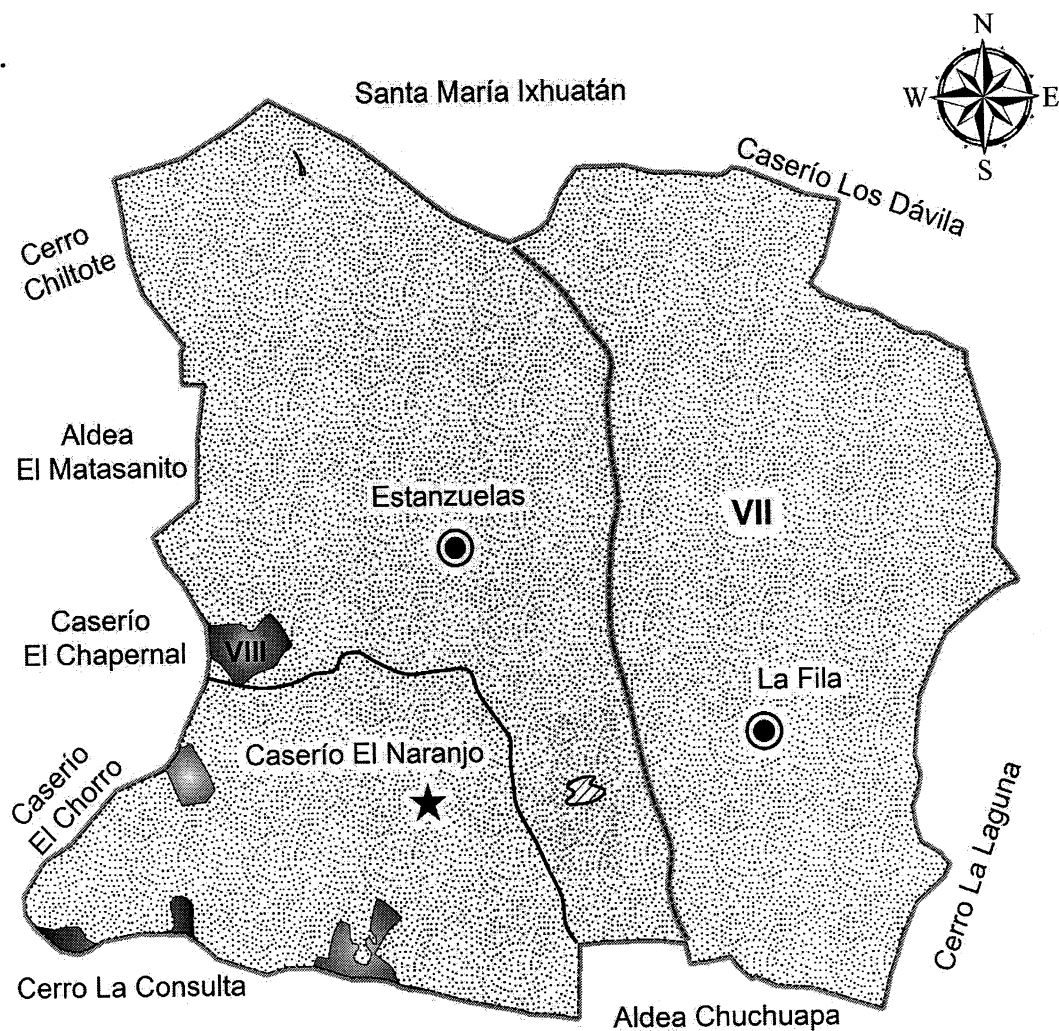 N
W E
S
Santa María Ixhuatán
Caserío Los Dávila
Cerro
Chiltote
Aldea
El Matasanito
Estanzuelas
VII
Caserío
El Chapernal
VIII
La Fila
Caserío El Naranjo
Caserío
El Chorro
Cerro La Laguna
Cerro La Consulta
Aldea Chuchuapa